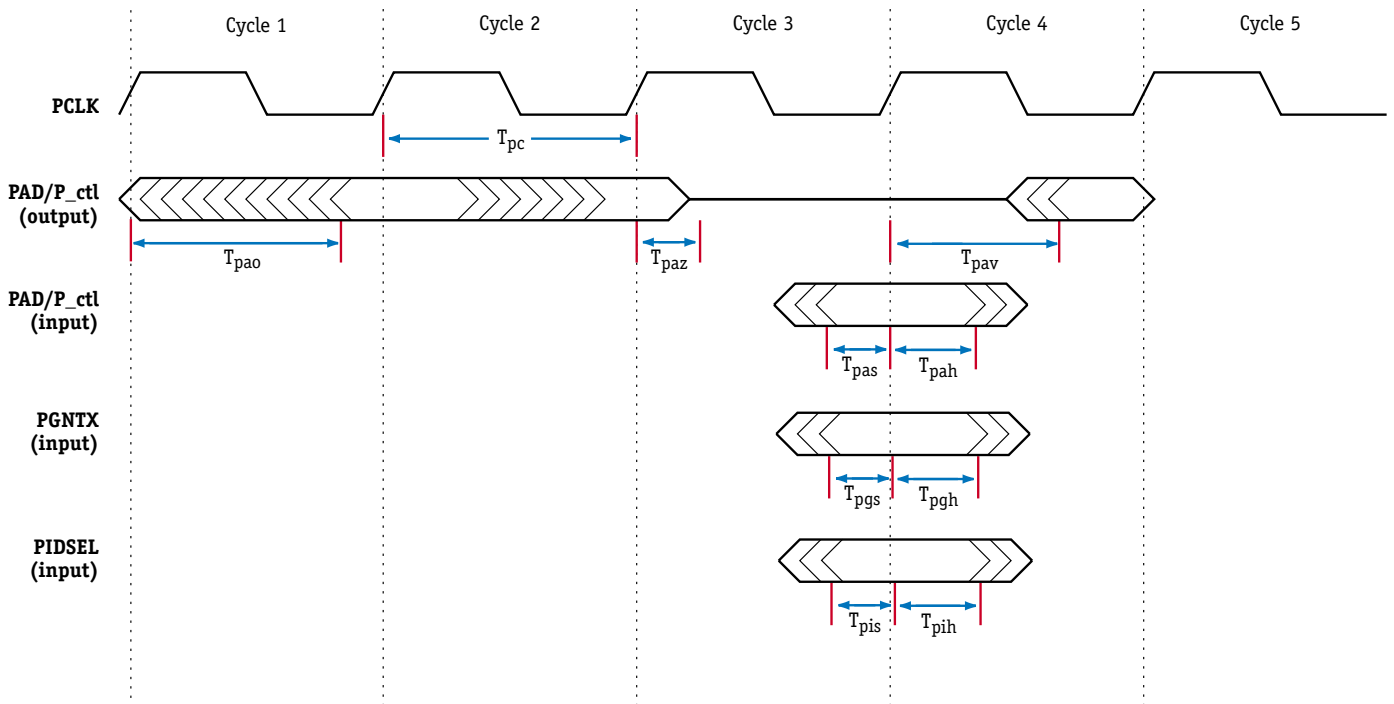 Cycle 1
Cycle 2
Cycle 3
Cycle 4
Cycle 5
PCLK
Tpc
PAD/P_ctl
(output)
Tpao
Tpaz
Tpav
PAD/P_ctl
(input)
Tpas
Tpah
PGNTX
(input)
Tpgs
Tpgh
PIDSEL
(input)
Tpis
Tpih